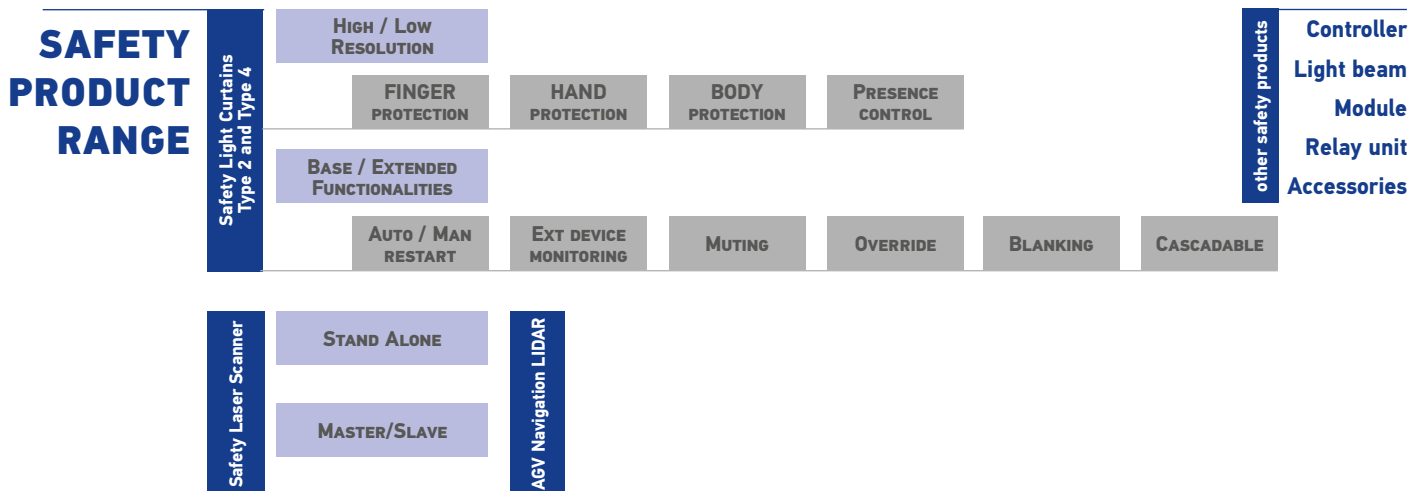 SAFETY
PRODUCT
RANGE
Safety Light Curtains
Type 2 and Type 4
High / Low
Resolution
FINGER
PROTECTION
HAND
PROTECTION
BODY
PROTECTION
Presence
control
Base / Extended
Functionalities
Auto / Man
restart
Ext device
monitoring
Muting
Override
Blanking
Cascadable
other safety products
Controller
Light beam
Module
Relay unit
Accessories
Safety Laser Scanner
Stand Alone
Master/Slave
AGV Navigation LIDAR